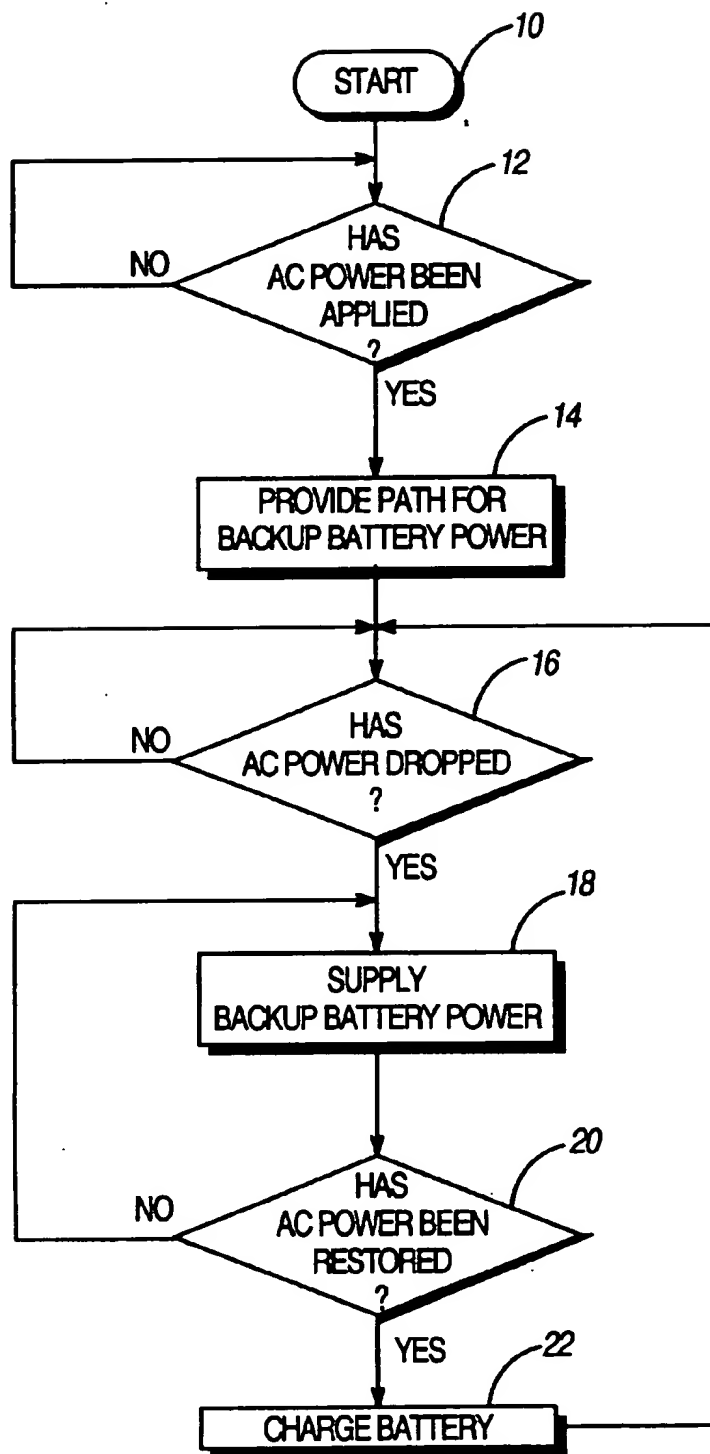 10
START
12
HAS
AC POWER BEEN
APPLIED
?
NO
YES
14
PROVIDE PATH FOR
BACKUP BATTERY POWER
16
HAS
AC POWER DROPPED
?
NO
YES
18
SUPPLY
BACKUP BATTERY POWER
20
HAS
AC POWER BEEN
RESTORED
?
NO
YES
22
CHARGE BATTERY